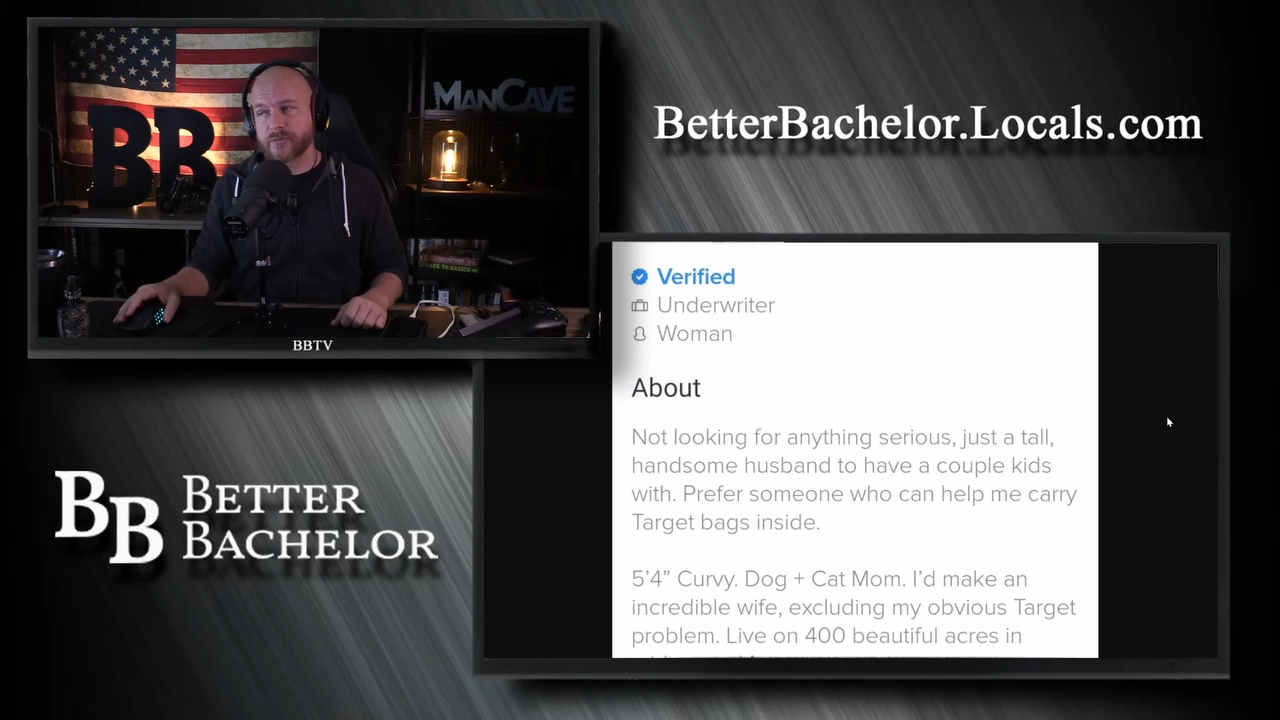 BB
ManCave
BACK TO BASICS
BBTV
BetterBachelor.Locals.com
Verified
Underwriter
Woman
About
Not looking for anything serious, just a tall,
handsome husband to have a couple kids
with. Prefer someone who can help me carry
Target bags inside.
5’4” Curvy. Dog + Cat Mom. I’d make an
incredible wife, excluding my obvious Target
problem. Live on 400 beautiful acres in
BB BETTER
BACHELOR